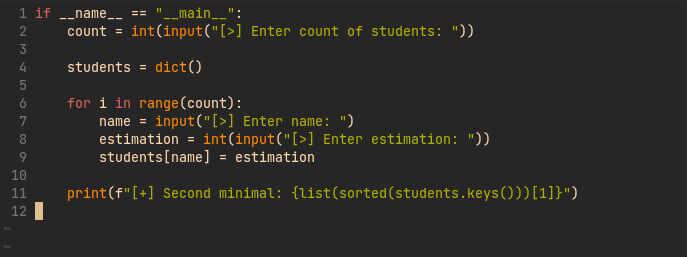 1 if __name__ == "__main__":
2     count = int(input("[>] Enter count of students: "))
3
4     students = dict()
5
6     for i in range(count):
7         name = input("[>] Enter name: ")
8         estimation = int(input("[>] Enter estimation: "))
9         students[name] = estimation
10
11     print(f"[+] Second minimal: {list(sorted(students.keys()))[1]}")
12
~
~